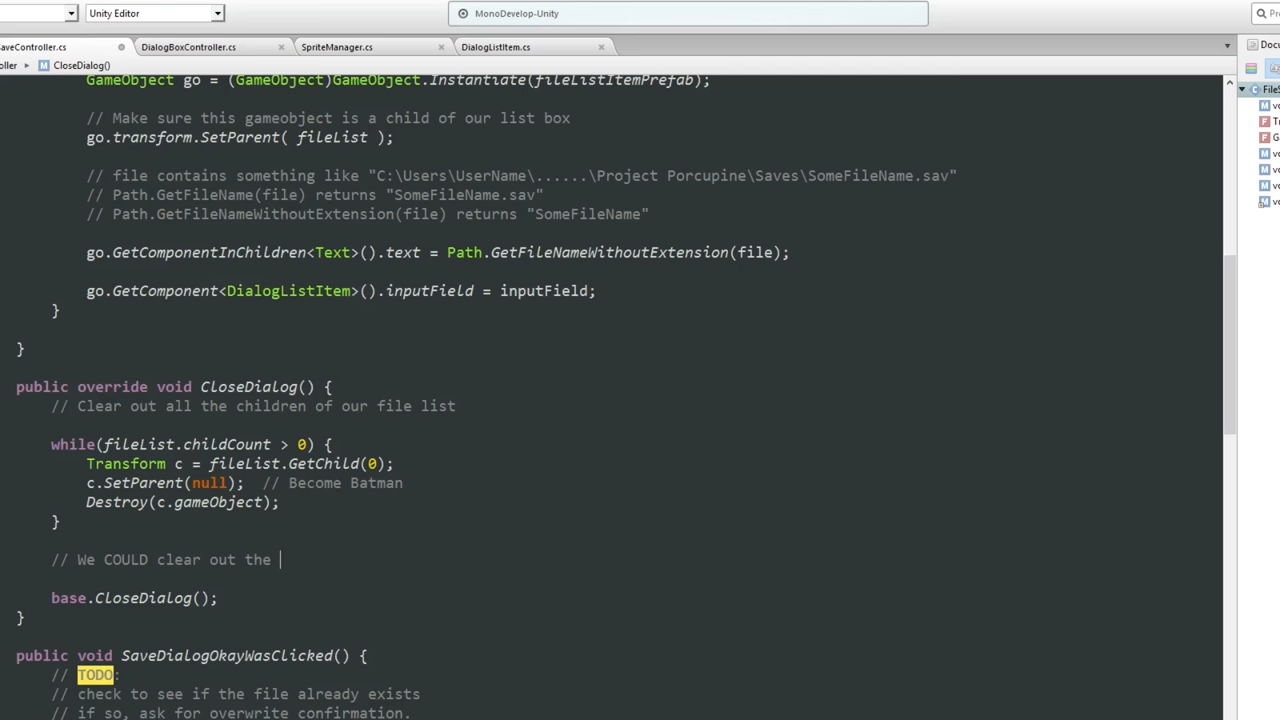 Unity Editor
MonoDevelop-Unity
aveController.cs
DialogBoxController.cs
SpriteManager.cs
DialogListItem.cs
Docu
oller
CloseDialog()
FileS
GameObject go = (GameObject)GameObject.Instantiate(fileListItemPrefab);
// Make sure this gameobject is a child of our list box
go.transform.SetParent( fileList );
// file contains something like "C:\Users\UserName\......\Project Porcupine\Saves\SomeFileName.sav"
// Path.GetFileName(file) returns "SomeFileName.sav"
// Path.GetFileNameWithoutExtension(file) returns "SomeFileName"
go.GetComponentInChildren<Text>().text = Path.GetFileNameWithoutExtension(file);
go.GetComponent<DialogListItem>().inputField = inputField;
}
}
public override void CloseDialog() {
// Clear out all the children of our file list
while(fileList.childCount > 0) {
Transform c = fileList.GetChild(0);
c.SetParent(null);  // Become Batman
Destroy(c.gameObject);
}
// We COULD clear out the
base.CloseDialog();
}
public void SaveDialogOkayWasClicked() {
// TODO:
// check to see if the file already exists
// if so, ask for overwrite confirmation.